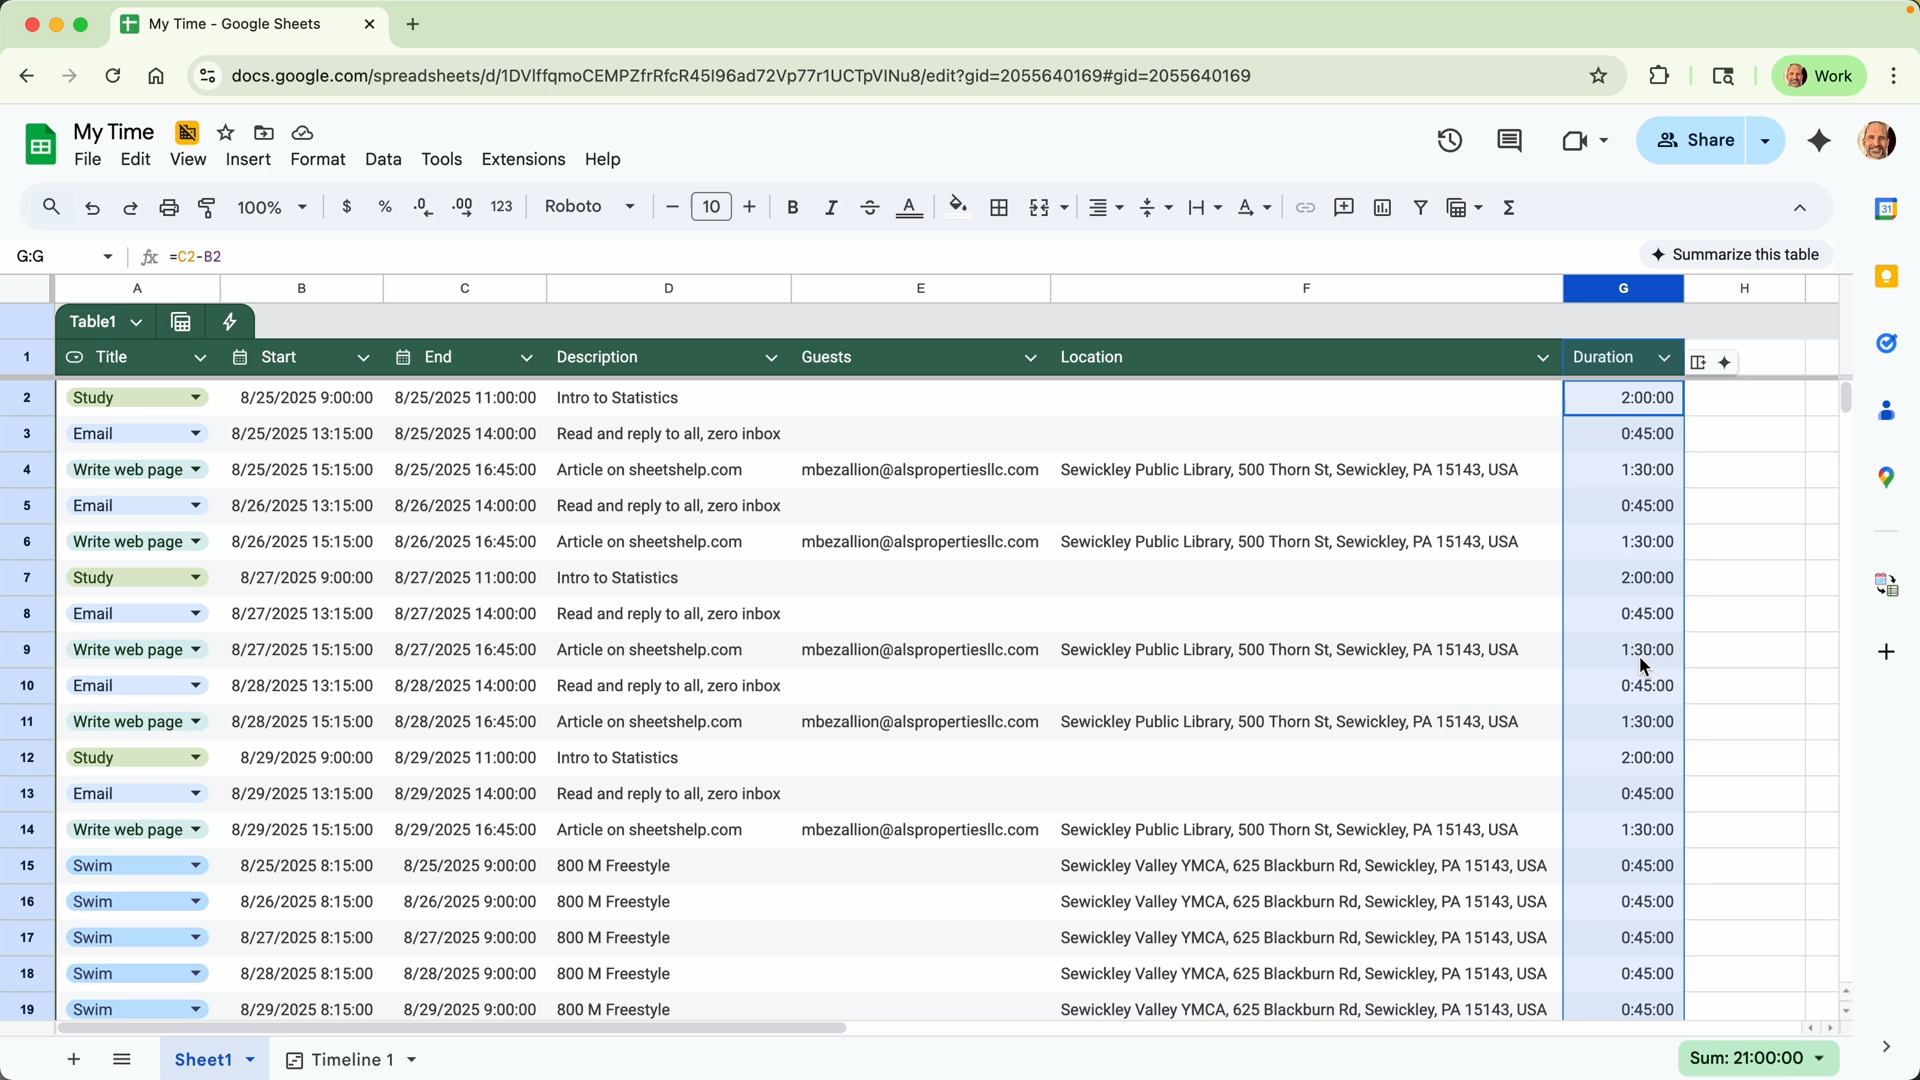 My Time - Google Sheets
docs.google.com/spreadsheets/d/1DVlffqmoCEMPZfrRfcR45I96ad72Vp77r1UCTpVINu8/edit?gid=2055640169#gid=2055640169
Work
My Time
File Edit View Insert Format Data Tools Extensions Help
Share
100% $ % .0 .00 123 Roboto 10 B I A
G:G fx =C2-B2 Summarize this table
A B C D E F G H
Table1
1 Title Start End Description Guests Location Duration
2 Study 8/25/2025 9:00:00 8/25/2025 11:00:00 Intro to Statistics 2:00:00
3 Email 8/25/2025 13:15:00 8/25/2025 14:00:00 Read and reply to all, zero inbox 0:45:00
4 Write web page 8/25/2025 15:15:00 8/25/2025 16:45:00 Article on sheetshelp.com mbezallion@alspropertiesllc.com Sewickley Public Library, 500 Thorn St, Sewickley, PA 15143, USA 1:30:00
5 Email 8/26/2025 13:15:00 8/26/2025 14:00:00 Read and reply to all, zero inbox 0:45:00
6 Write web page 8/26/2025 15:15:00 8/26/2025 16:45:00 Article on sheetshelp.com mbezallion@alspropertiesllc.com Sewickley Public Library, 500 Thorn St, Sewickley, PA 15143, USA 1:30:00
7 Study 8/27/2025 9:00:00 8/27/2025 11:00:00 Intro to Statistics 2:00:00
8 Email 8/27/2025 13:15:00 8/27/2025 14:00:00 Read and reply to all, zero inbox 0:45:00
9 Write web page 8/27/2025 15:15:00 8/27/2025 16:45:00 Article on sheetshelp.com mbezallion@alspropertiesllc.com Sewickley Public Library, 500 Thorn St, Sewickley, PA 15143, USA 1:30:00
10 Email 8/28/2025 13:15:00 8/28/2025 14:00:00 Read and reply to all, zero inbox 0:45:00
11 Write web page 8/28/2025 15:15:00 8/28/2025 16:45:00 Article on sheetshelp.com mbezallion@alspropertiesllc.com Sewickley Public Library, 500 Thorn St, Sewickley, PA 15143, USA 1:30:00
12 Study 8/29/2025 9:00:00 8/29/2025 11:00:00 Intro to Statistics 2:00:00
13 Email 8/29/2025 13:15:00 8/29/2025 14:00:00 Read and reply to all, zero inbox 0:45:00
14 Write web page 8/29/2025 15:15:00 8/29/2025 16:45:00 Article on sheetshelp.com mbezallion@alspropertiesllc.com Sewickley Public Library, 500 Thorn St, Sewickley, PA 15143, USA 1:30:00
15 Swim 8/25/2025 8:15:00 8/25/2025 9:00:00 800 M Freestyle Sewickley Valley YMCA, 625 Blackburn Rd, Sewickley, PA 15143, USA 0:45:00
16 Swim 8/26/2025 8:15:00 8/26/2025 9:00:00 800 M Freestyle Sewickley Valley YMCA, 625 Blackburn Rd, Sewickley, PA 15143, USA 0:45:00
17 Swim 8/27/2025 8:15:00 8/27/2025 9:00:00 800 M Freestyle Sewickley Valley YMCA, 625 Blackburn Rd, Sewickley, PA 15143, USA 0:45:00
18 Swim 8/28/2025 8:15:00 8/28/2025 9:00:00 800 M Freestyle Sewickley Valley YMCA, 625 Blackburn Rd, Sewickley, PA 15143, USA 0:45:00
19 Swim 8/29/2025 8:15:00 8/29/2025 9:00:00 800 M Freestyle Sewickley Valley YMCA, 625 Blackburn Rd, Sewickley, PA 15143, USA 0:45:00
Sheet1 Timeline 1 Sum: 21:00:00
31